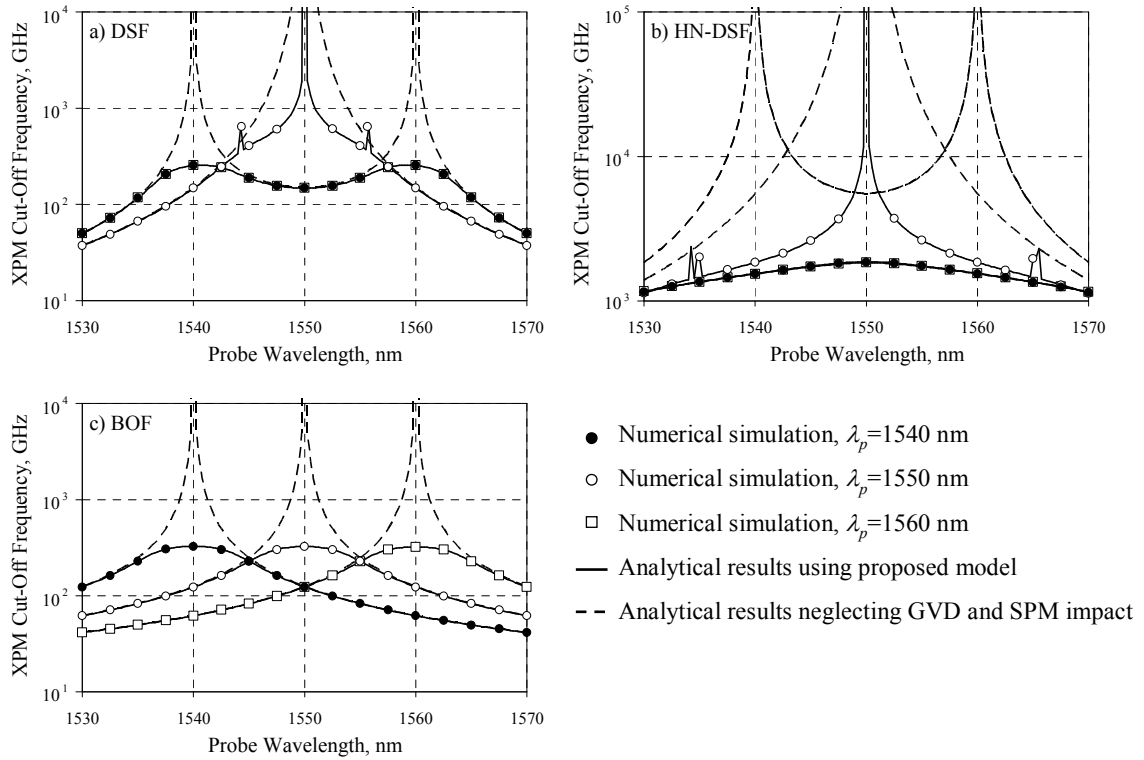 a) DSF
XPM Cut-Off Frequency, GHz
10^4
10^3
10^2
10^1
1530 1540 1550 1560 1570
Probe Wavelength, nm
b) HN-DSF
XPM Cut-Off Frequency, GHz
10^5
10^4
10^3
1530 1540 1550 1560 1570
Probe Wavelength, nm
c) BOF
XPM Cut-Off Frequency, GHz
10^4
10^3
10^2
10^1
1530 1540 1550 1560 1570
Probe Wavelength, nm
Numerical simulation, λp=1540 nm
Numerical simulation, λp=1550 nm
Numerical simulation, λp=1560 nm
Analytical results using proposed model
Analytical results neglecting GVD and SPM impact